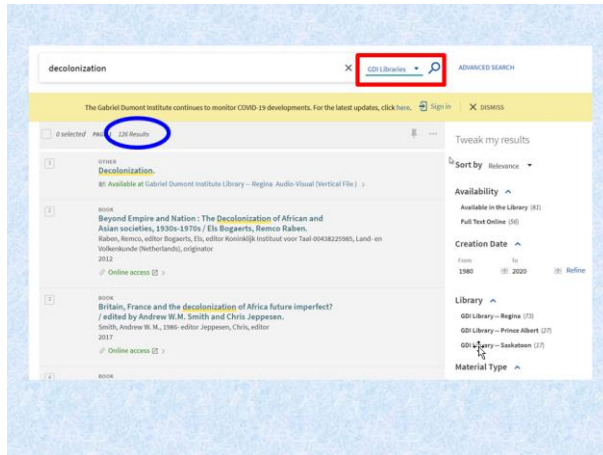 decolonization
GDI Libraries
ADVANCED SEARCH
The Gabriel Dumont Institute continues to monitor COVID-19 developments. For the latest updates, click here. Sign in DISMISS
0 selected 126 Results
1
OTHER
Decolonization.
Available at Gabriel Dumont Institute Library -- Regina Audio-Visual (Vertical File )
2
BOOK
Beyond Empire and Nation : The Decolonization of African and
Asian societies, 1930s-1970s / Els Bogaerts, Remco Raben.
Raben, Remco, editor Bogaerts, Els, editor Koninklijk Instituut voor Taal-00438225985, Land- en
Volkenkunde (Netherlands), originator
2012
Online access
3
BOOK
Britain, France and the decolonization of Africa future imperfect?
/ edited by Andrew W.M. Smith and Chris Jeppesen.
Smith, Andrew W. M., 1986- editor Jeppesen, Chris, editor
2017
Online access
4
BOOK
Tweak my results
Sort by Relevance
Availability
Available in the Library (81)
Full Text Online (50)
Creation Date
From To
1980 2020 Refine
Library
GDI Library -- Regina (73)
GDI Library -- Prince Albert (27)
GDI Library -- Saskatoon (17)
Material Type